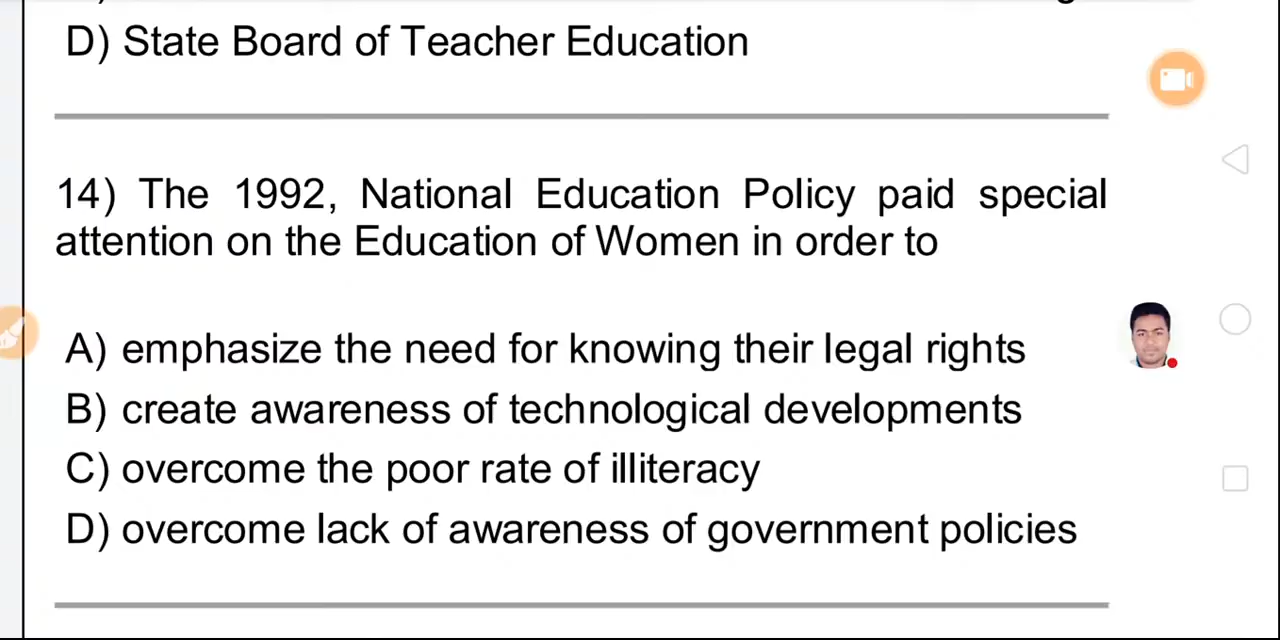 D) State Board of Teacher Education
14) The 1992, National Education Policy paid special
attention on the Education of Women in order to
A) emphasize the need for knowing their legal rights
B) create awareness of technological developments
C) overcome the poor rate of illiteracy
D) overcome lack of awareness of government policies